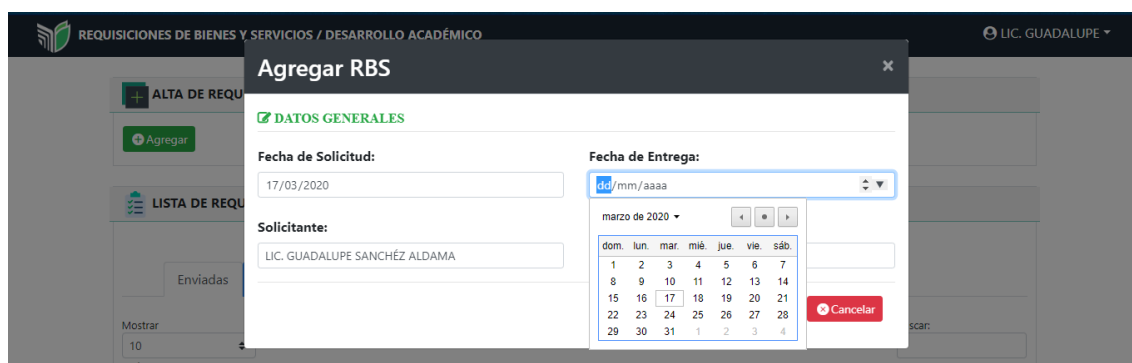 REQUISICIONES DE BIENES Y SERVICIOS / DESARROLLO ACADÉMICO
LIC. GUADALUPE
Agregar RBS
×
ALTA DE REQU
DATOS GENERALES
Agregar
Fecha de Solicitud:
Fecha de Entrega:
17/03/2020
dd/mm/aaaa
LISTA DE REQU
marzo de 2020
Solicitante:
dom. lun. mar. mié. jue. vie. sáb.
LIC. GUADALUPE SANCHÉZ ALDAMA
1 2 3 4 5 6 7
8 9 10 11 12 13 14
15 16 17 18 19 20 21
22 23 24 25 26 27 28
29 30 31 1 2 3 4
Enviadas
Cancelar
Mostrar
scar:
10